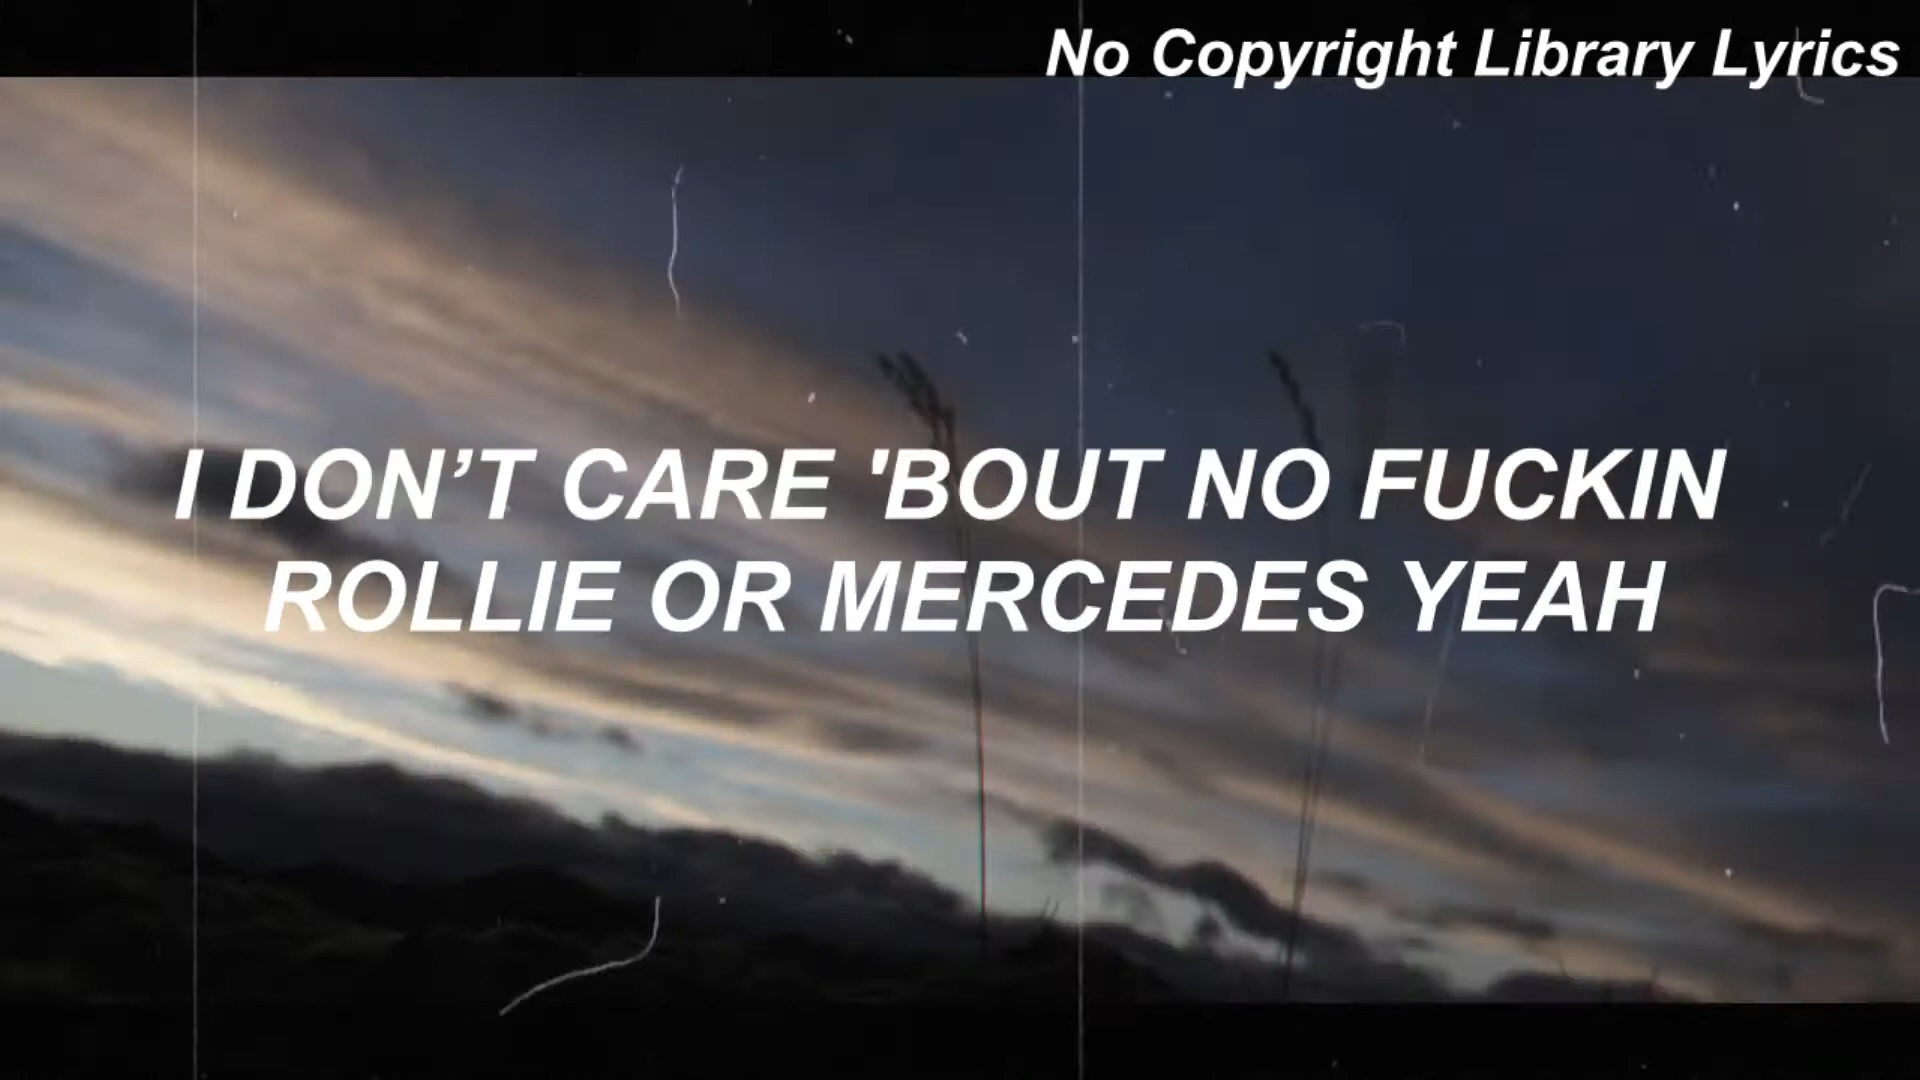 No Copyright Library Lyrics
I DON’T CARE 'BOUT NO FUCKIN
ROLLIE OR MERCEDES YEAH